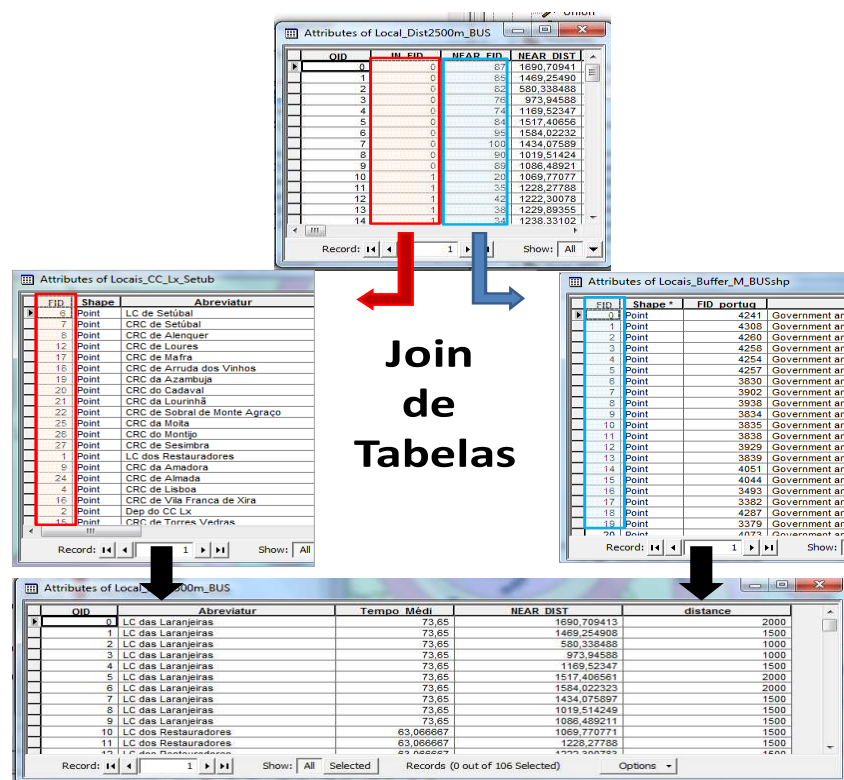 Union
Attributes of Local_Dist2500m_BUS
OID IN_FID NEAR_FID NEAR_DIST
0 0 87 1690,70941
1 0 85 1469,25490
2 0 82 580,338488
3 0 76 973,94588
4 0 74 1169,52347
5 0 84 1517,40656
6 0 95 1584,02232
7 0 100 1434,07589
8 0 90 1019,51424
9 0 89 1086,48921
10 1 20 1069,77077
11 1 35 1228,27788
12 1 42 1222,30078
13 1 38 1229,89355
14 1 34 1238,33102
Record: 1 Show: All
Attributes of Locais_CC_Lx_Setub
FID Shape Abreviatur
6 Point LC de Setúbal
7 Point CRC de Setúbal
8 Point CRC de Alenquer
12 Point CRC de Loures
17 Point CRC de Mafra
18 Point CRC de Arruda dos Vinhos
19 Point CRC da Azambuja
20 Point CRC do Cadaval
21 Point CRC da Lourinhã
22 Point CRC de Sobral de Monte Agraço
25 Point CRC da Moita
26 Point CRC do Montijo
27 Point CRC de Sesimbra
1 Point LC dos Restauradores
9 Point CRC da Amadora
24 Point CRC de Almada
4 Point CRC de Lisboa
16 Point CRC de Vila Franca de Xira
2 Point Dep do CC Lx
15 Point CRC de Torres Vedras
Record: 1 Show: All
Join
de
Tabelas
Attributes of Locais_Buffer_M_BUSshp
FID Shape * FID_portug
0 Point 4241 Government an
1 Point 4308 Government an
2 Point 4260 Government an
3 Point 4258 Government an
4 Point 4254 Government an
5 Point 4257 Government an
6 Point 3830 Government an
7 Point 3902 Government an
8 Point 3938 Government an
9 Point 3834 Government an
10 Point 3835 Government an
11 Point 3838 Government an
12 Point 3929 Government an
13 Point 3839 Government an
14 Point 4051 Government an
15 Point 4044 Government an
16 Point 3493 Government an
17 Point 3382 Government an
18 Point 4287 Government an
19 Point 3379 Government an
20 Point 4073 Government an
Record: 1 Show:
Attributes of Local_ 500m_BUS
OID Abreviatur Tempo_Médi NEAR_DIST distance
0 LC das Laranjeiras 73,65 1690,709413 2000
1 LC das Laranjeiras 73,65 1469,254908 1500
2 LC das Laranjeiras 73,65 580,338488 1000
3 LC das Laranjeiras 73,65 973,94588 1000
4 LC das Laranjeiras 73,65 1169,52347 1500
5 LC das Laranjeiras 73,65 1517,406561 2000
6 LC das Laranjeiras 73,65 1584,022323 2000
7 LC das Laranjeiras 73,65 1434,075897 1500
8 LC das Laranjeiras 73,65 1019,514249 1500
9 LC das Laranjeiras 73,65 1086,489211 1500
10 LC dos Restauradores 63,066667 1069,770771 1500
11 LC dos Restauradores 63,066667 1228,27788 1500
12 LC dos Restauradores 63,066667 1222,300783 1500
Record: 1 Show: All Selected Records (0 out of 106 Selected) Options